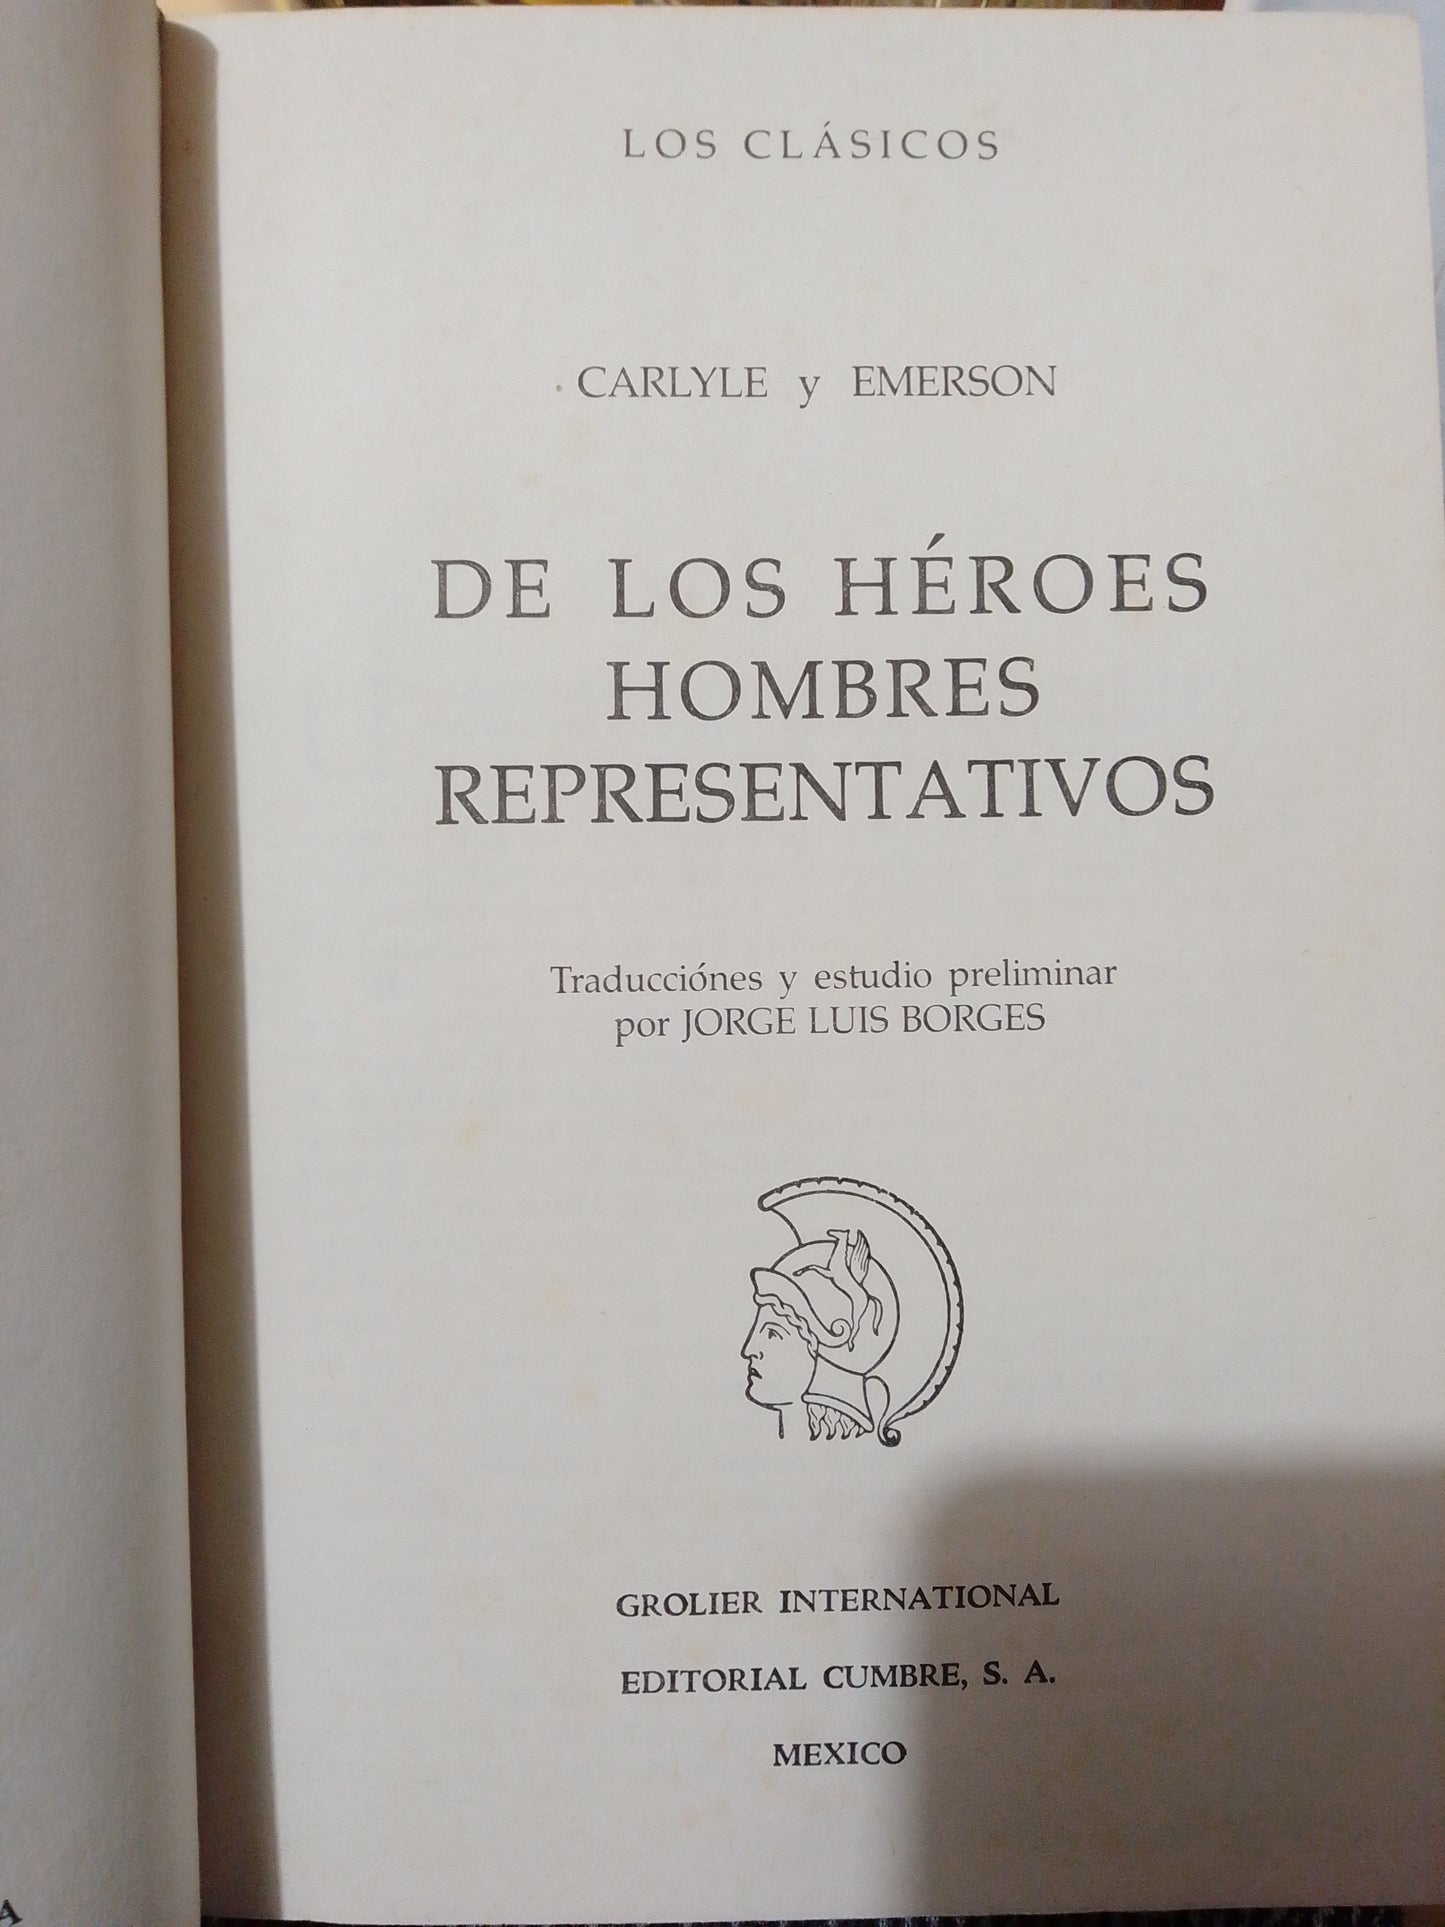 LOS CLÁSICOS
CARLYLE y EMERSON
DE LOS HÉROES
HOMBRES
REPRESENTATIVOS
Traducciónes y estudio preliminar
por JORGE LUIS BORGES
GROLIER INTERNATIONAL
EDITORIAL CUMBRE, S. A.
MEXICO
A